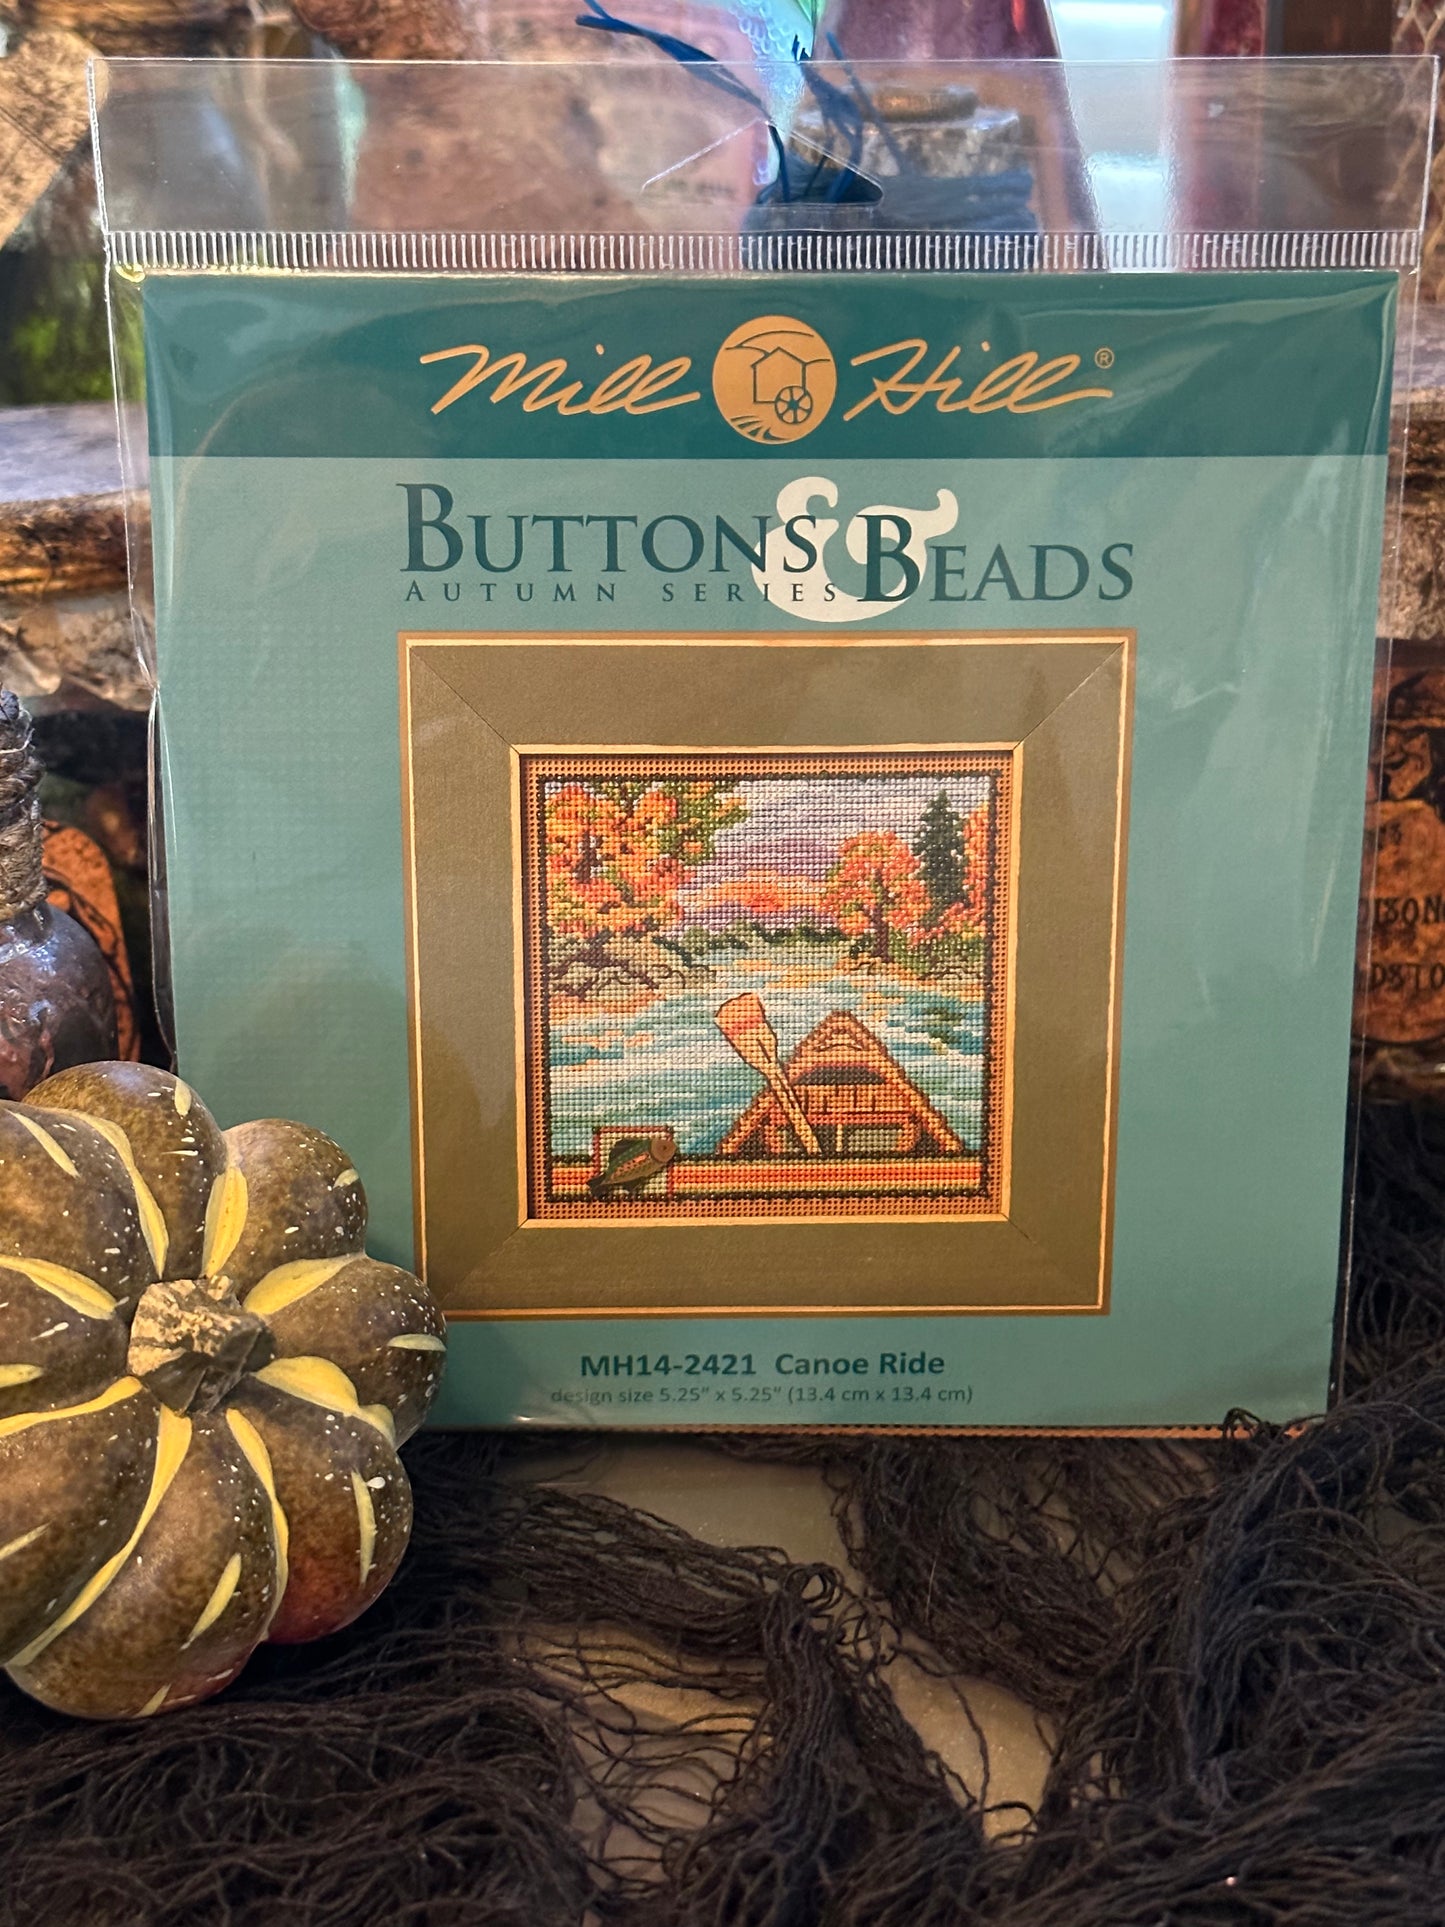 Mill Hill®
BUTTONS & BEADS
AUTUMN SERIES
MH14-2421 Canoe Ride
design size 5.25" x 5.25" (13.4 cm x 13.4 cm)